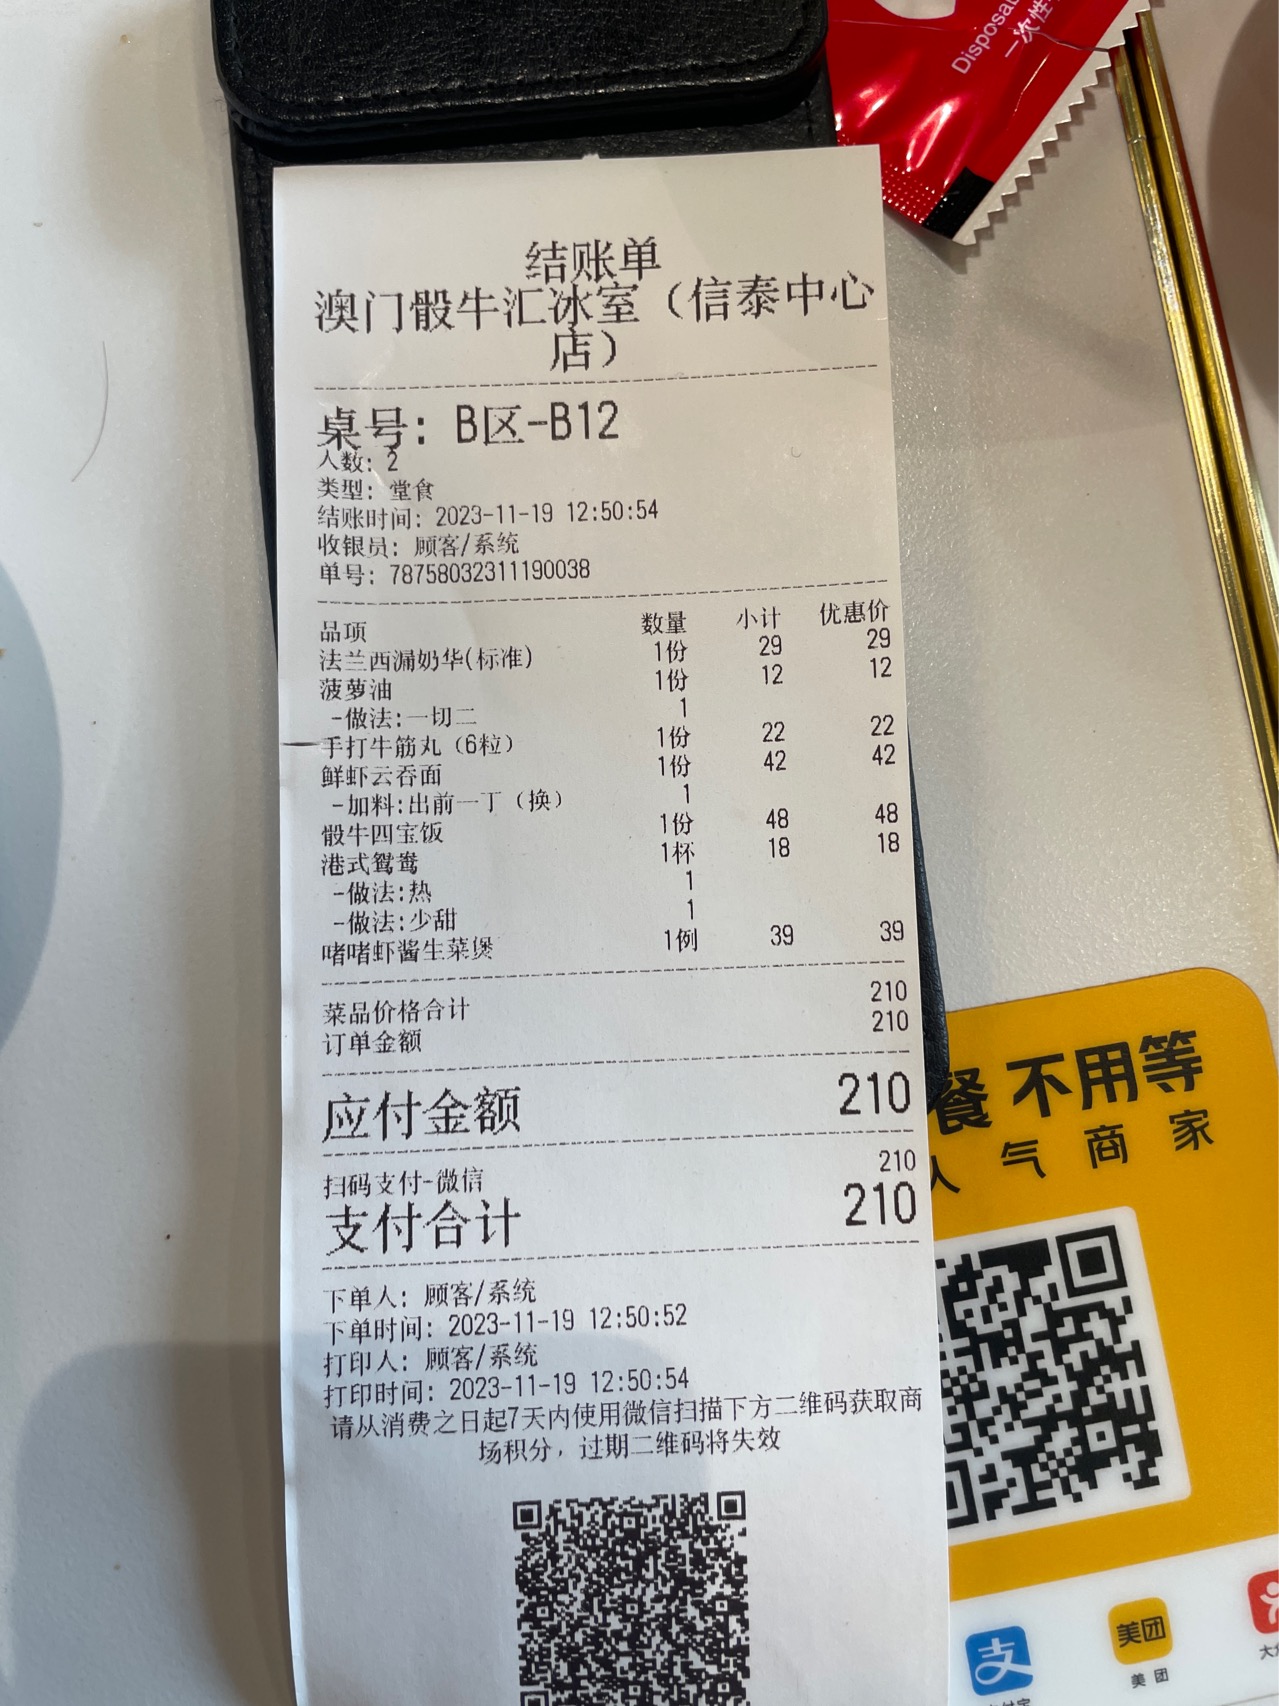 Disposa
一次性
结账单
澳门骰牛汇冰室（信泰中心
店）
桌号：B区-B12
人数：2
类型：堂食
结账时间：2023-11-19 12:50:54
收银员：顾客/系统
单号：78758032311190038
品项 数量 小计 优惠价
法兰西漏奶华(标准) 1份 29 29
菠萝油 1份 12 12
-做法:一切二 1
手打牛筋丸（6粒） 1份 22 22
鲜虾云吞面 1份 42 42
-加料:出前一丁（换） 1
骰牛四宝饭 1份 48 48
港式鸳鸯 1杯 18 18
-做法:热 1
-做法:少甜 1
啫啫虾酱生菜煲 1例 39 39
菜品价格合计 210
订单金额 210
应付金额 210
扫码支付-微信 210
支付合计 210
下单人：顾客/系统
下单时间：2023-11-19 12:50:52
打印人：顾客/系统
打印时间：2023-11-19 12:50:54
请从消费之日起7天内使用微信扫描下方二维码获取商
场积分，过期二维码将失效
餐 不用等
人气商家
支
美团
美团
大